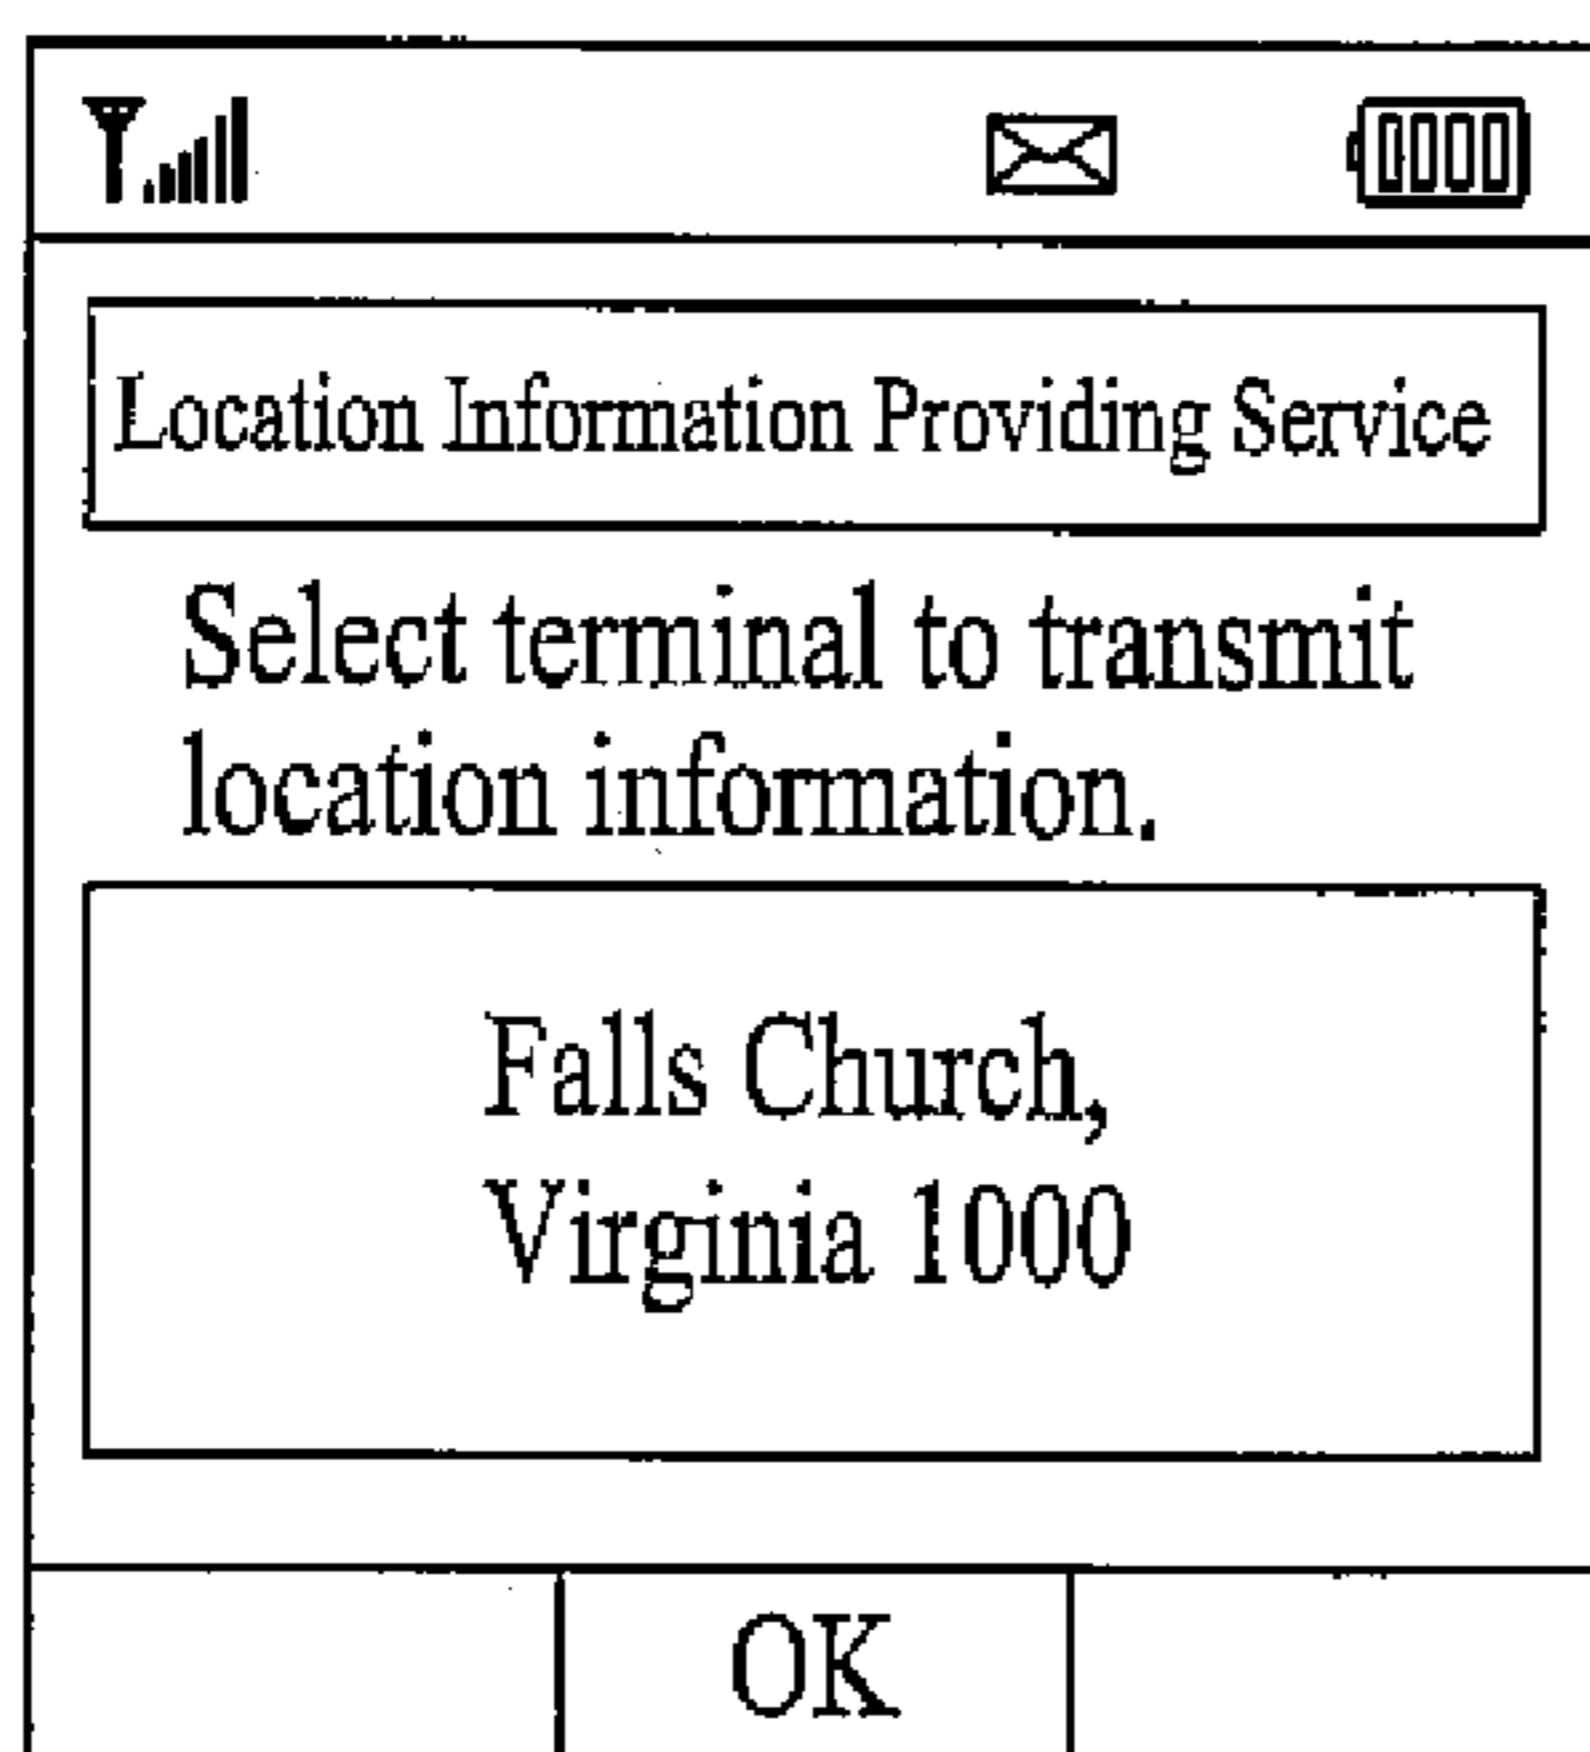 Location Information Providing Service
Select terminal to transmit
location information.
Falls Church,
Virginia 1000
OK